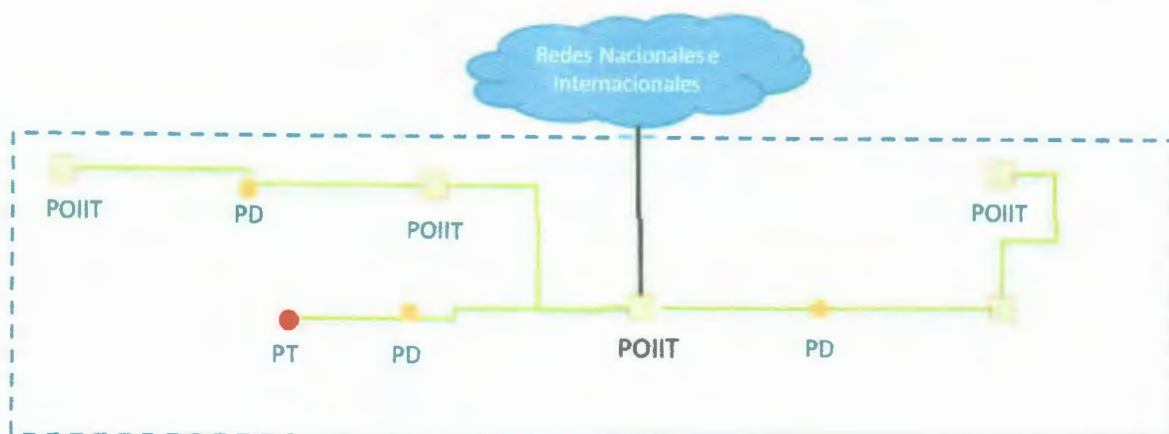 Redes Nacionales e
Internacionales
POIIT
PD
POIIT
POIIT
PT
PD
POIIT
PD